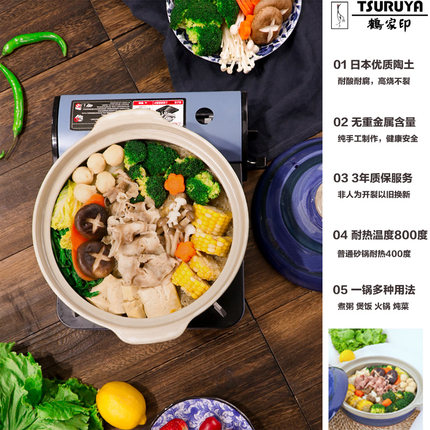 TSURUYA
鶴家印
01 日本优质陶土
耐酸耐腐，高烧不裂
02 无重金属含量
纯手工制作，健康安全
03 3年质保服务
非人为开裂以旧换新
04 耐热温度800度
普通砂锅耐热400度
05 一锅多种用法
煮粥 煲饭 火锅 炖菜